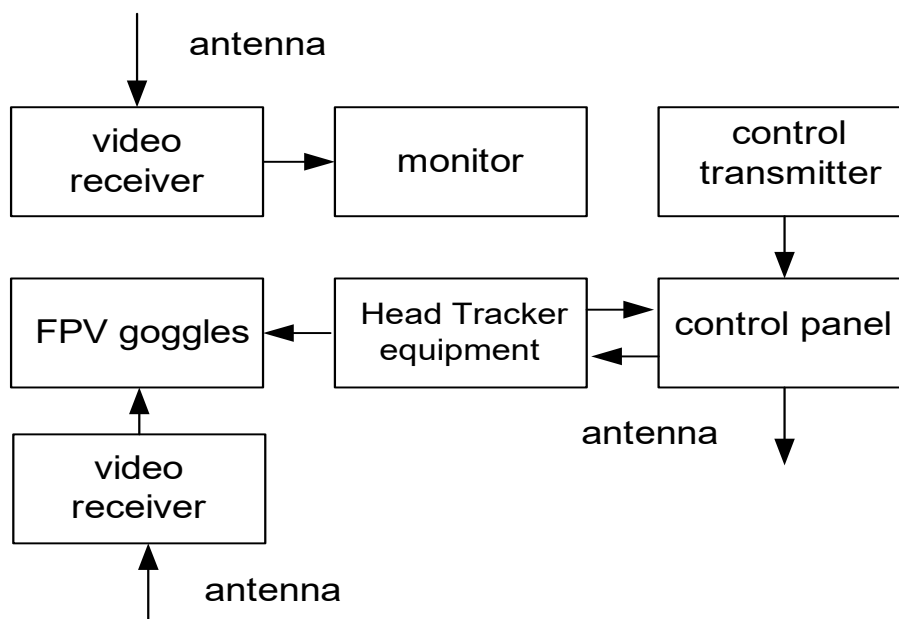 antenna
video
receiver
monitor
control
transmitter
FPV goggles
Head Tracker
equipment
control panel
antenna
video
receiver
antenna